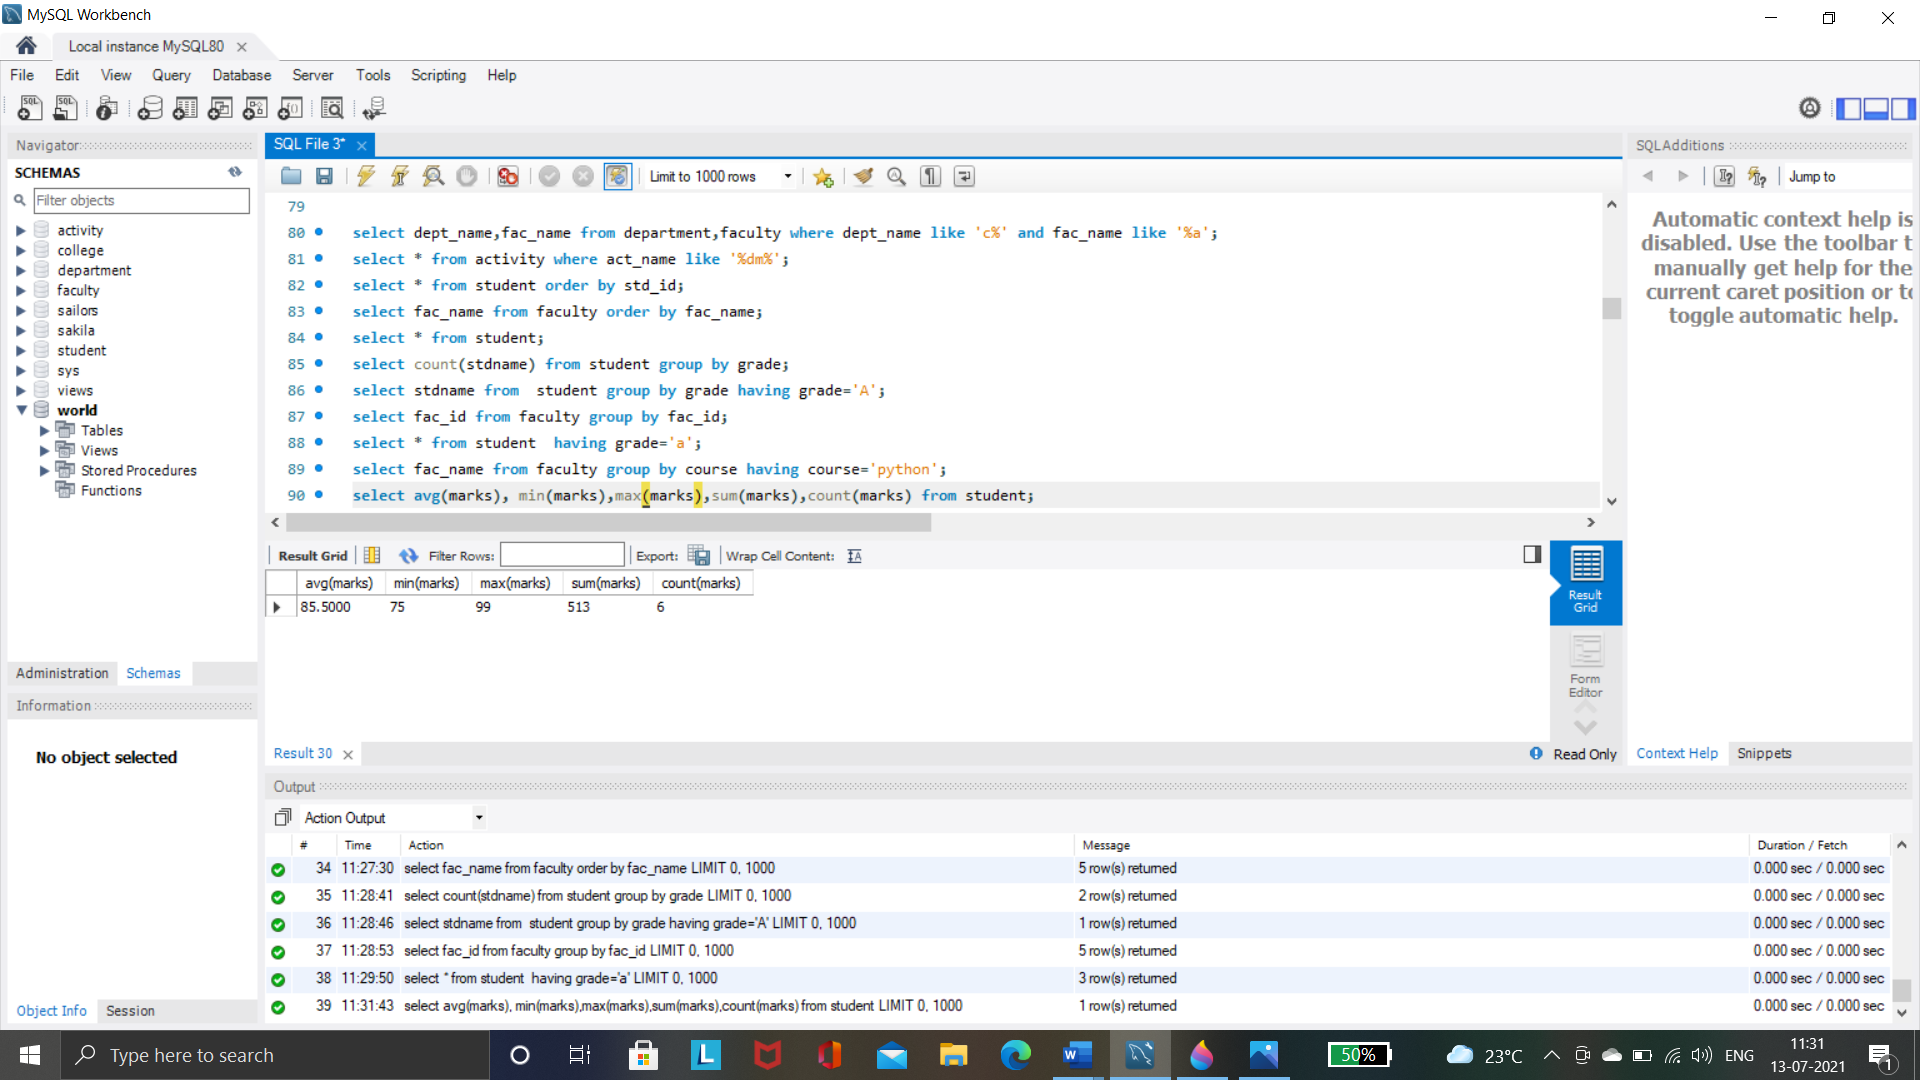 MySQL Workbench
Local instance MySQL80
File Edit View Query Database Server Tools Scripting Help
Navigator
SCHEMAS
Filter objects
activity
college
department
faculty
sailors
sakila
student
sys
views
world
Tables
Views
Stored Procedures
Functions
Administration Schemas
Information
No object selected
Object Info Session
SQL File 3*
Limit to 1000 rows
79
80 select dept_name,fac_name from department,faculty where dept_name like 'c%' and fac_name like '%a';
81 select * from activity where act_name like '%dm%';
82 select * from student order by std_id;
83 select fac_name from faculty order by fac_name;
84 select * from student;
85 select count(stdname) from student group by grade;
86 select stdname from  student group by grade having grade='A';
87 select fac_id from faculty group by fac_id;
88 select * from student  having grade='a';
89 select fac_name from faculty group by course having course='python';
90 select avg(marks), min(marks),max(marks),sum(marks),count(marks) from student;
Result Grid Filter Rows: Export: Wrap Cell Content:
avg(marks) min(marks) max(marks) sum(marks) count(marks)
85.5000 75 99 513 6
Result Grid
Form Editor
Result 30
Read Only
SQLAdditions
Jump to
Automatic context help is
disabled. Use the toolbar t
manually get help for the
current caret position or to
toggle automatic help.
Context Help Snippets
Output
Action Output
# Time Action Message Duration / Fetch
34 11:27:30 select fac_name from faculty order by fac_name LIMIT 0, 1000 5 row(s) returned 0.000 sec / 0.000 sec
35 11:28:41 select count(stdname) from student group by grade LIMIT 0, 1000 2 row(s) returned 0.000 sec / 0.000 sec
36 11:28:46 select stdname from  student group by grade having grade='A' LIMIT 0, 1000 1 row(s) returned 0.000 sec / 0.000 sec
37 11:28:53 select fac_id from faculty group by fac_id LIMIT 0, 1000 5 row(s) returned 0.000 sec / 0.000 sec
38 11:29:50 select * from student  having grade='a' LIMIT 0, 1000 3 row(s) returned 0.000 sec / 0.000 sec
39 11:31:43 select avg(marks), min(marks),max(marks),sum(marks),count(marks) from student LIMIT 0, 1000 1 row(s) returned 0.000 sec / 0.000 sec
Type here to search
50%
23°C
ENG
11:31
13-07-2021
1